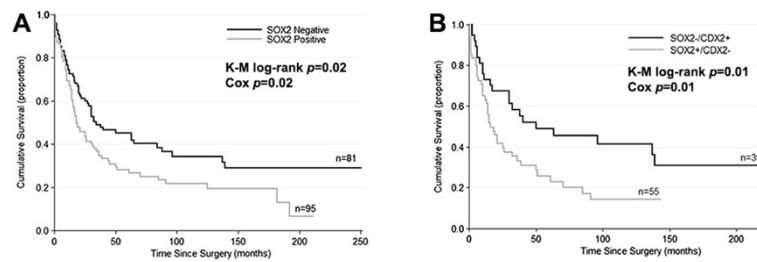 A
SOX2 Negative
SOX2 Positive
K-M log-rank p=0.02
Cox p=0.02
n=81
n=95
Cumulative Survival (proportion)
1.0
0.8
0.6
0.4
0.2
0.0
0
50
100
150
200
250
Time Since Surgery (months)
B
SOX2-/CDX2+
SOX2+/CDX2-
K-M log-rank p=0.01
Cox p=0.01
n=55
Cumulative Survival (proportion)
1.0
0.8
0.6
0.4
0.2
0.0
0
50
100
150
200
Time Since Surgery (months)